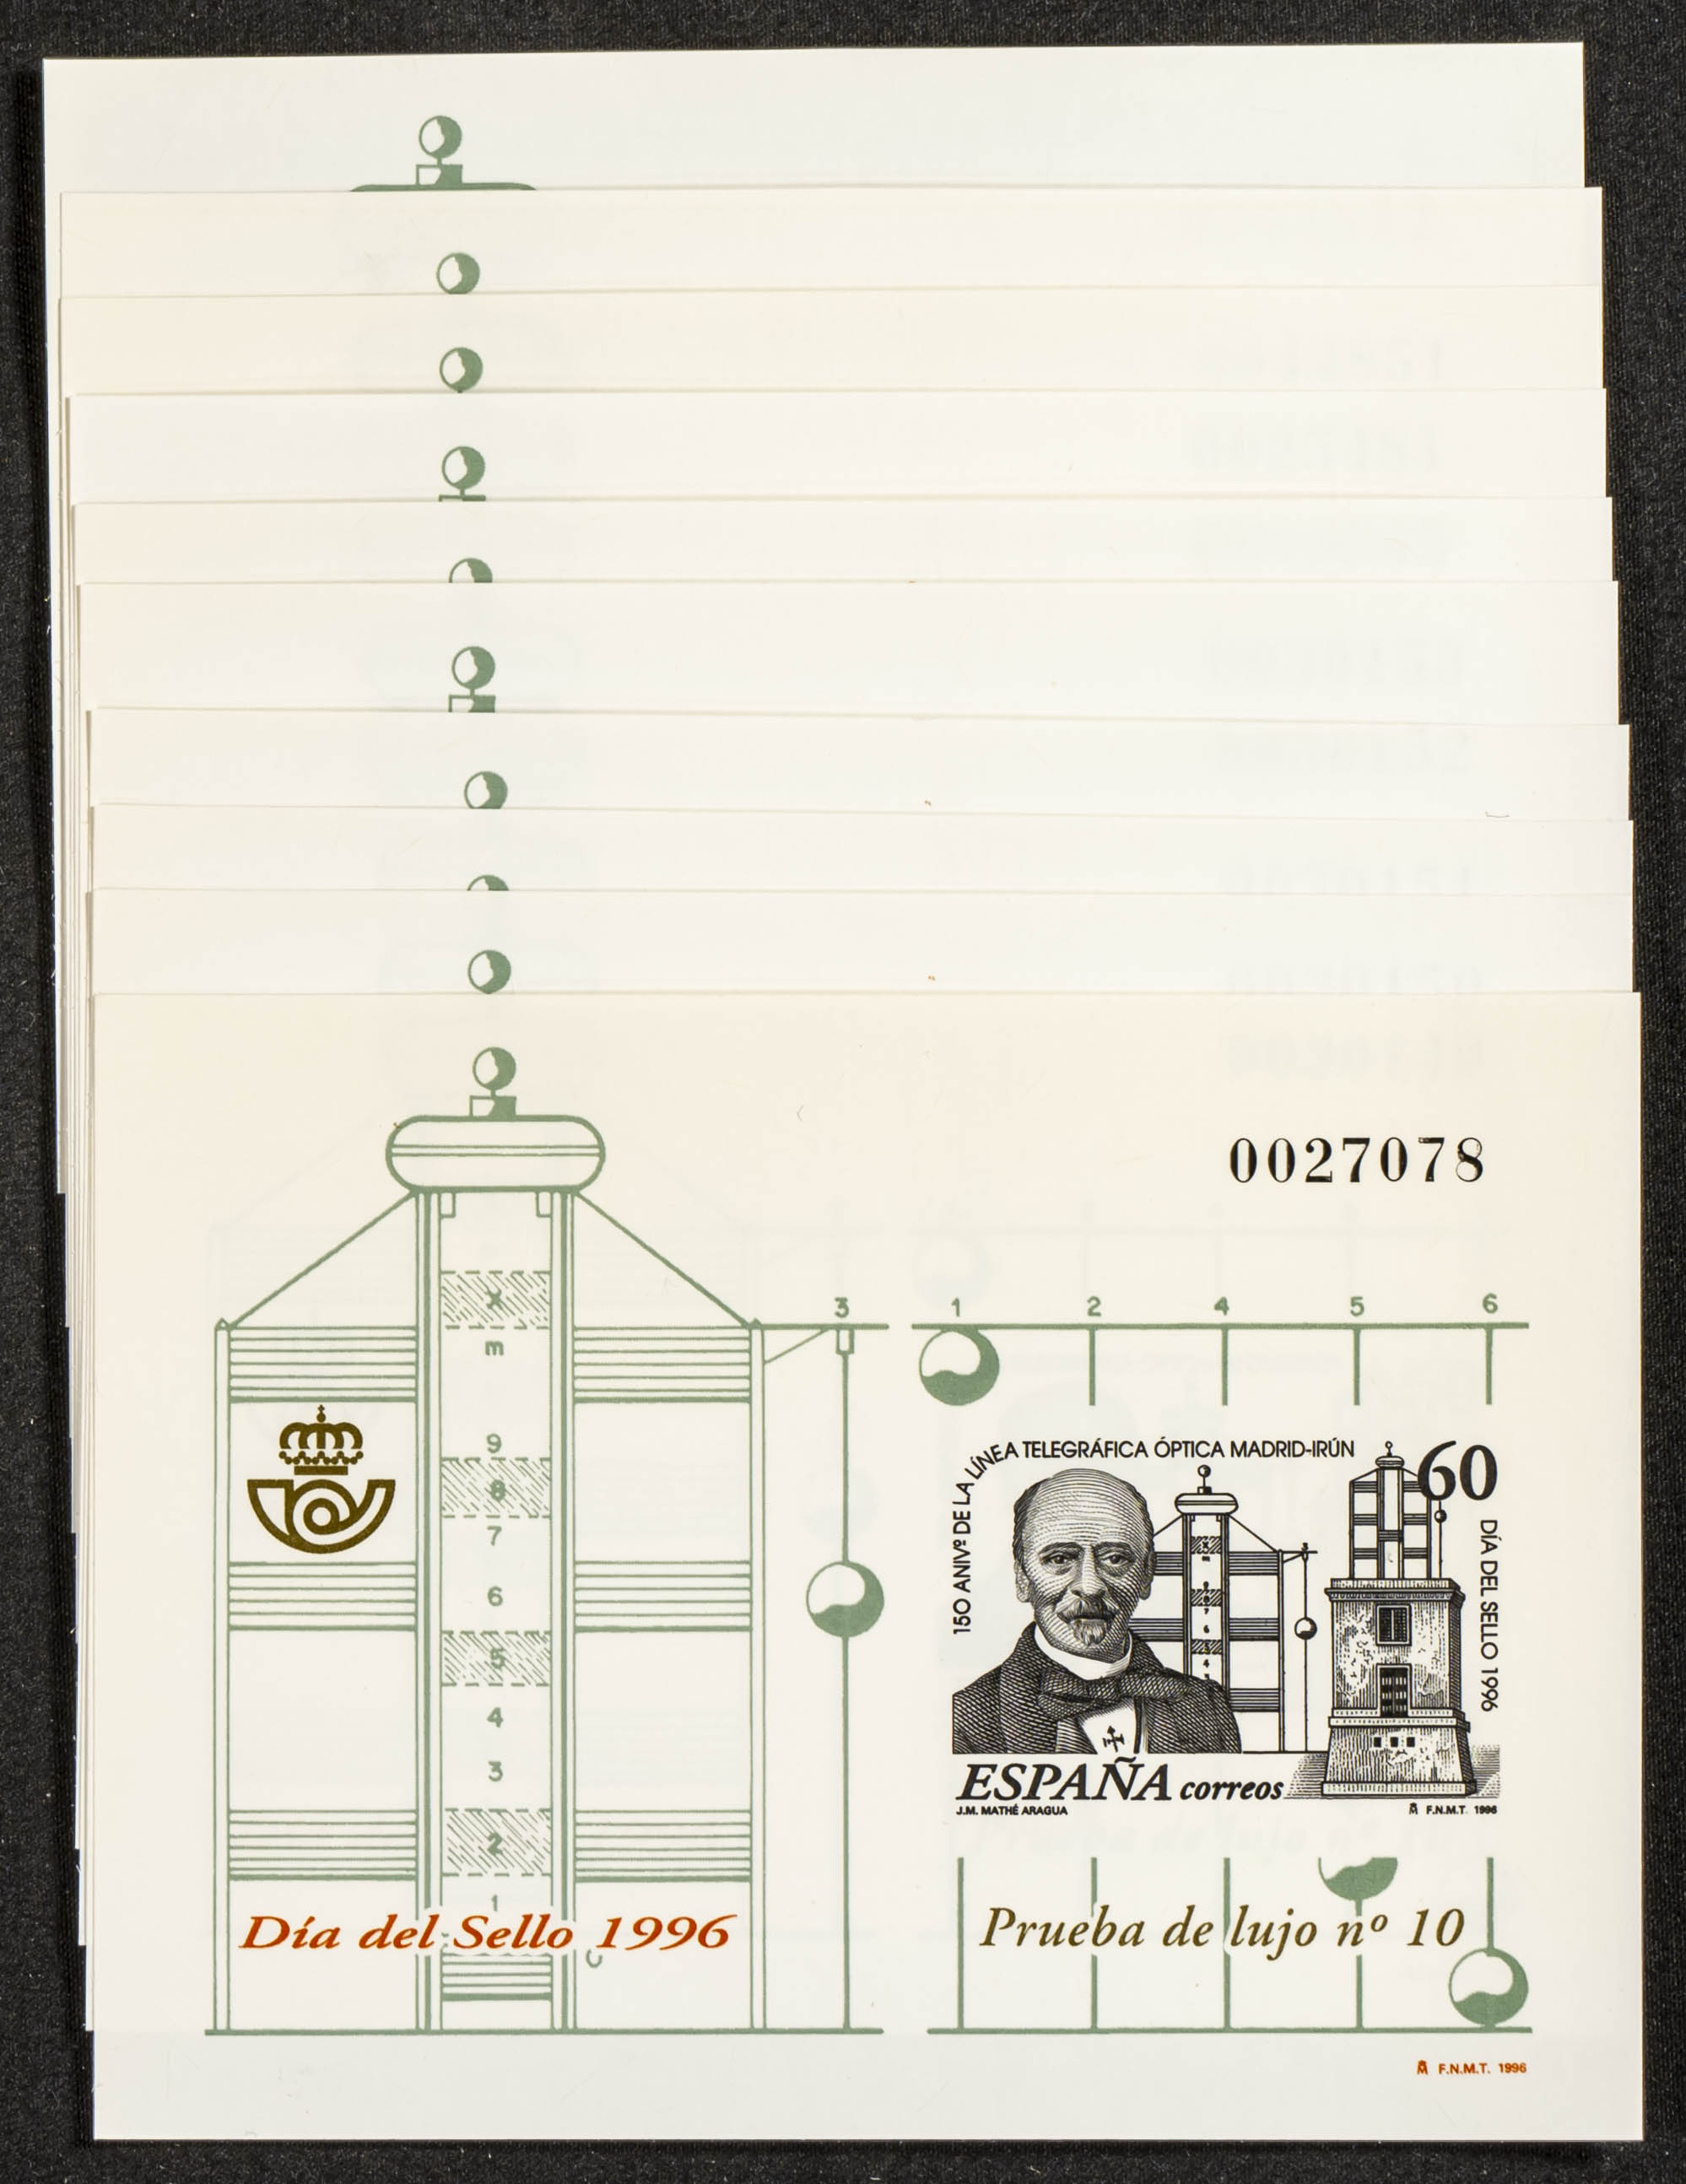 0027078
3 1 2 4 5 6
X
m
9
8
7
6
5
4
3
2
1
150 ANIVº DE LA LÍNEA TELEGRÁFICA ÓPTICA MADRID-IRÚN
60
DÍA DEL SELLO 1996
ESPAÑA correos
J.M. MATHÉ ARAGUA
F.N.M.T. 1996
Día del Sello 1996
Prueba de lujo nº 10
F.N.M.T. 1996